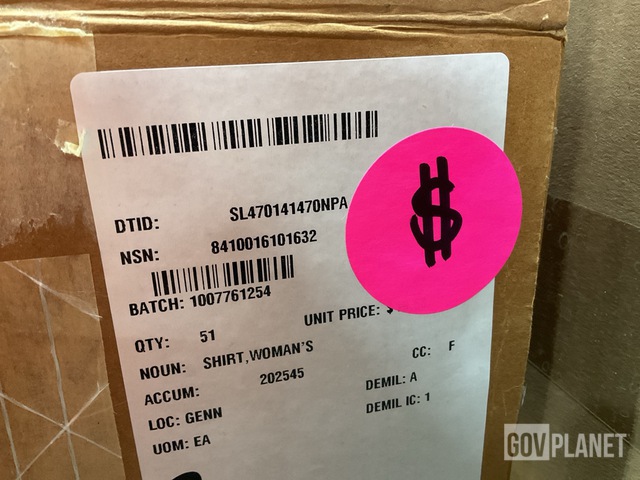 DTID: SL470141470NPA
$
NSN: 8410016101632
BATCH: 1007761254
QTY: 51 UNIT PRICE: $
NOUN: SHIRT,WOMAN'S CC: F
ACCUM: 202545 DEMIL: A
LOC: GENN DEMIL IC: 1
UOM: EA
GOVPLANET